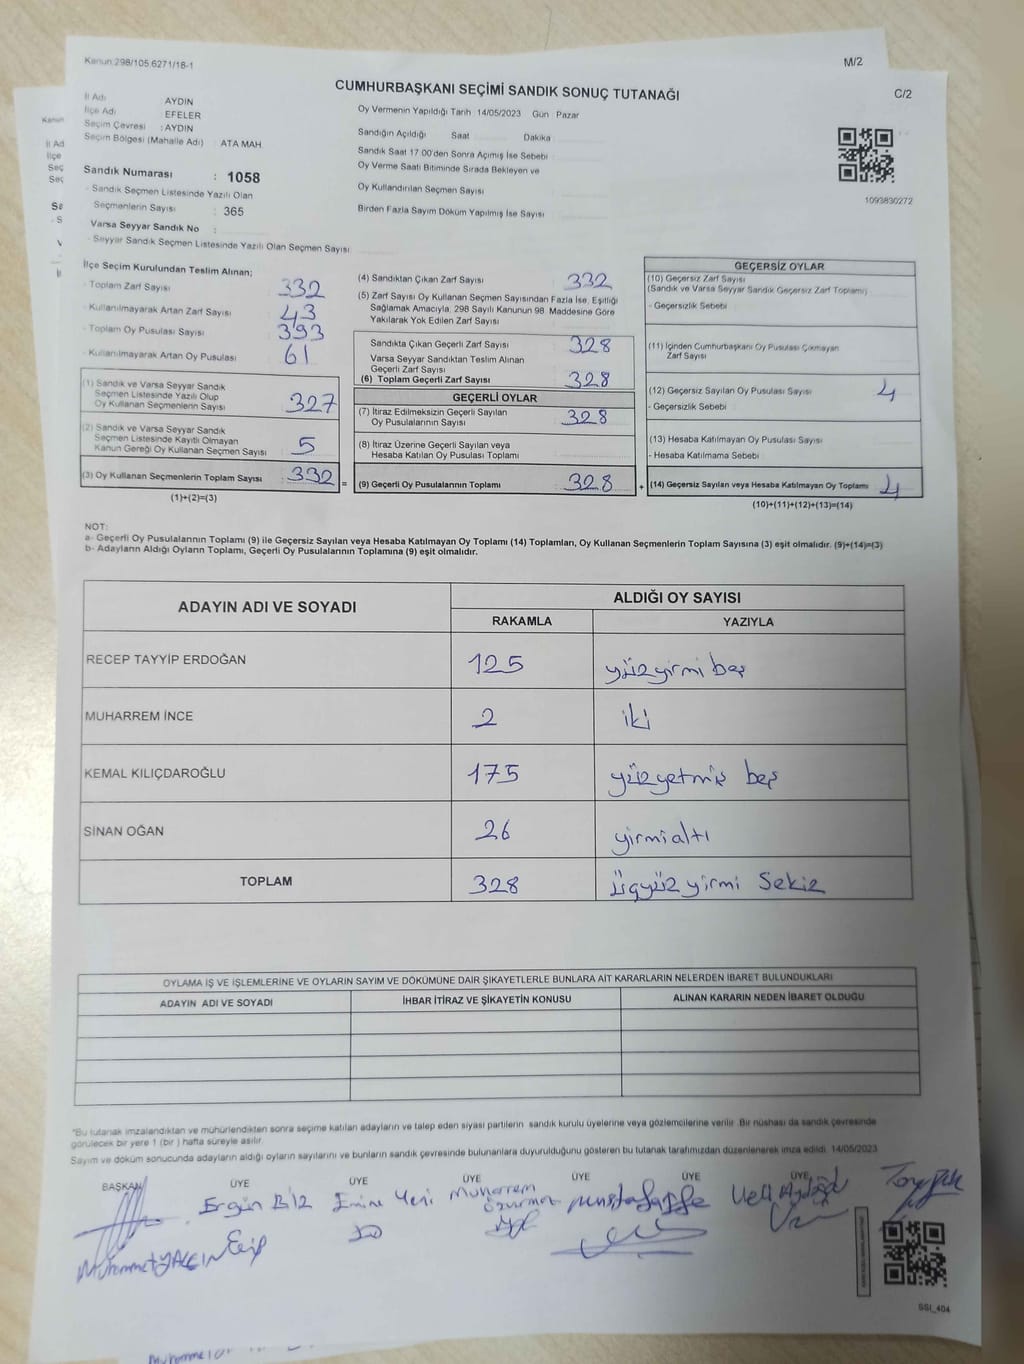 Kanun:298/105,6271/18-1
M/2
CUMHURBAŞKANI SEÇİMİ SANDIK SONUÇ TUTANAĞI
C/2
İl Adı AYDIN
İlçe Adı EFELER
Seçim Çevresi : AYDIN
Seçim Bölgesi (Mahalle Adı) : ATA MAH.
Sandık Numarası : 1058
- Sandık Seçmen Listesinde Yazılı Olan
Seçmenlerin Sayısı : 365
Varsa Seyyar Sandık No :
- Seyyar Sandık Seçmen Listesinde Yazılı Olan Seçmen Sayısı
Oy Vermenin Yapıldığı Tarih 14/05/2023 Gün Pazar
Sandığın Açıldığı Saat Dakika
Sandık Saat 17:00'den Sonra Açımış İse Sebebi
Oy Verme Saati Bitiminde Sırada Bekleyen ve
Oy Kullandırılan Seçmen Sayısı
Birden Fazla Sayım Döküm Yapılmış İse Sayısı
1093830272
İlçe Seçim Kurulundan Teslim Alınan;
- Toplam Zarf Sayısı : 332
- Kullanılmayarak Artan Zarf Sayısı : 43
- Toplam Oy Pusulası Sayısı : 393
- Kullanılmayarak Artan Oy Pusulası : 61
(1) Sandık ve Varsa Seyyar Sandık
Seçmen Listesinde Yazılı Olup
Oy Kullanan Seçmenlerin Sayısı : 327
(2) Sandık ve Varsa Seyyar Sandık
Seçmen Listesinde Kayıtlı Olmayan
Kanun Gereği Oy Kullanan Seçmen Sayısı : 5
(3) Oy Kullanan Seçmenlerin Toplam Sayısı : 332
(1)+(2)=(3)
(4) Sandıktan Çıkan Zarf Sayısı 332
(5) Zarf Sayısı Oy Kullanan Seçmen Sayısından Fazla İse, Eşitliği
Sağlamak Amacıyla, 298 Sayılı Kanunun 98. Maddesine Göre
Yakılarak Yok Edilen Zarf Sayısı
Sandıkta Çıkan Geçerli Zarf Sayısı 328
Varsa Seyyar Sandıktan Teslim Alınan
Geçerli Zarf Sayısı
(6) Toplam Geçerli Zarf Sayısı 328
GEÇERLİ OYLAR
(7) İtiraz Edilmeksizin Geçerli Sayılan
Oy Pusulalarının Sayısı 328
(8) İtiraz Üzerine Geçerli Sayılan veya
Hesaba Katılan Oy Pusulası Toplamı
= (9) Geçerli Oy Pusulalarının Toplamı 328 +
GEÇERSİZ OYLAR
(10) Geçersiz Zarf Sayısı
(Sandık ve Varsa Seyyar Sandık Geçersiz Zarf Toplamı)
- Geçersizlik Sebebi
(11) İçinden Cumhurbaşkanı Oy Pusulası Çıkmayan
Zarf Sayısı
(12) Geçersiz Sayılan Oy Pusulası Sayısı 4
- Geçersizlik Sebebi
(13) Hesaba Katılmayan Oy Pusulası Sayısı
- Hesaba Katılmama Sebebi
(14) Geçersiz Sayılan veya Hesaba Katılmayan Oy Toplamı 4
(10)+(11)+(12)+(13)=(14)
NOT:
a- Geçerli Oy Pusulalarının Toplamı (9) ile Geçersiz Sayılan veya Hesaba Katılmayan Oy Toplamı (14) Toplamları, Oy Kullanan Seçmenlerin Toplam Sayısına (3) eşit olmalıdır. (9)+(14)=(3)
b- Adayların Aldığı Oyların Toplamı, Geçerli Oy Pusulalarının Toplamına (9) eşit olmalıdır.
ADAYIN ADI VE SOYADI
ALDIĞI OY SAYISI
RAKAMLA YAZIYLA
RECEP TAYYİP ERDOĞAN 125 yüzyirmi beş
MUHARREM İNCE 2 iki
KEMAL KILIÇDAROĞLU 175 yüzyetmiş beş
SİNAN OĞAN 26 yirmialtı
TOPLAM 328 üçyüz yirmi Sekiz
OYLAMA İŞ VE İŞLEMLERİNE VE OYLARIN SAYIM VE DÖKÜMÜNE DAİR ŞİKAYETLERLE BUNLARA AİT KARARLARIN NELERDEN İBARET BULUNDUKLARI
ADAYIN ADI VE SOYADI İHBAR İTİRAZ VE ŞİKAYETİN KONUSU ALINAN KARARIN NEDEN İBARET OLDUĞU
"Bu tutanak imzalandıktan ve mühürlendikten sonra seçime katılan adayların ve talep eden siyasi partilerin sandık kurulu üyelerine veya gözlemcilerine verilir. Bir nüshası da sandık çevresinde
görülecek bir yere 1 (bir ) hafta süreyle asılır.
Sayım ve döküm sonucunda adayların aldığı oyların sayılarını ve bunların sandık çevresinde bulunanlara duyurulduğunu gösteren bu tutanak tarafımızdan düzenlenerek imza edildi. 14/05/2023
BAŞKAN ÜYE ÜYE ÜYE ÜYE ÜYE ÜYE
Ergün Biz Emine Yeni Muharrem
Muhammet YALÇIN
SSI_404